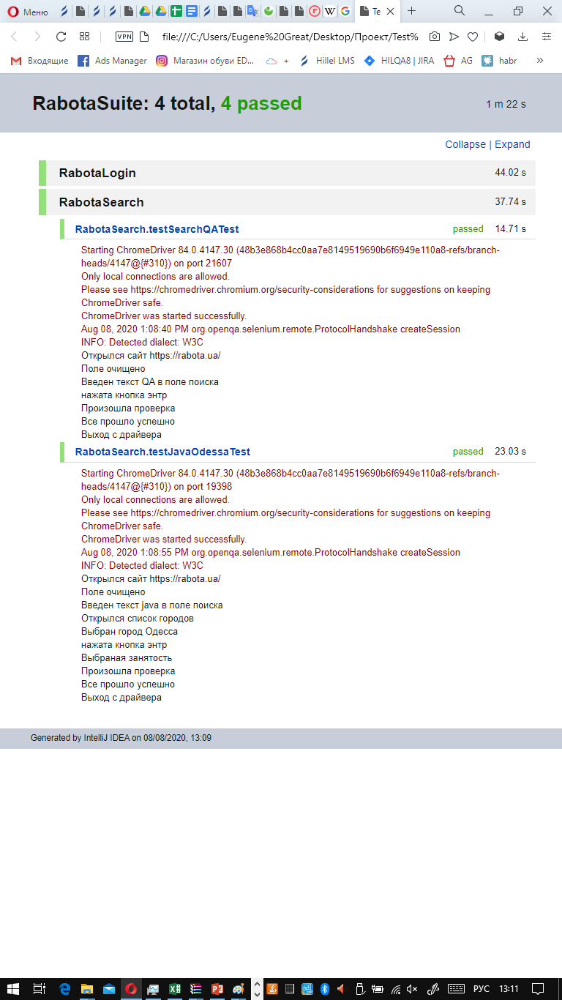 Меню
Te
VPN
file:///C:/Users/Eugene%20Great/Desktop/Проект/Test%
Входящие
Ads Manager
Магазин обуви ED...
+
Hillel LMS
HILQA8 | JIRA
AG
habr
»
RabotaSuite: 4 total, 4 passed
1 m 22 s
Collapse | Expand
RabotaLogin
44.02 s
RabotaSearch
37.74 s
RabotaSearch.testSearchQATest
passed 14.71 s
Starting ChromeDriver 84.0.4147.30 (48b3e868b4cc0aa7e8149519690b6f6949e110a8-refs/branch-
heads/4147@{#310}) on port 21607
Only local connections are allowed.
Please see https://chromedriver.chromium.org/security-considerations for suggestions on keeping
ChromeDriver safe.
ChromeDriver was started successfully.
Aug 08, 2020 1:08:40 PM org.openqa.selenium.remote.ProtocolHandshake createSession
INFO: Detected dialect: W3C
Открылся сайт https://rabota.ua/
Поле очищено
Введен текст QA в поле поиска
нажата кнопка энтр
Произошла проверка
Все прошло успешно
Выход с драйвера
RabotaSearch.testJavaOdessaTest
passed 23.03 s
Starting ChromeDriver 84.0.4147.30 (48b3e868b4cc0aa7e8149519690b6f6949e110a8-refs/branch-
heads/4147@{#310}) on port 19398
Only local connections are allowed.
Please see https://chromedriver.chromium.org/security-considerations for suggestions on keeping
ChromeDriver safe.
ChromeDriver was started successfully.
Aug 08, 2020 1:08:55 PM org.openqa.selenium.remote.ProtocolHandshake createSession
INFO: Detected dialect: W3C
Открылся сайт https://rabota.ua/
Поле очищено
Введен текст java в поле поиска
Открылся список городов
Выбран город Одесса
нажата кнопка энтр
Выбраная занятость
Произошла проверка
Все прошло успешно
Выход с драйвера
Generated by IntelliJ IDEA on 08/08/2020, 13:09
РУС
13:11